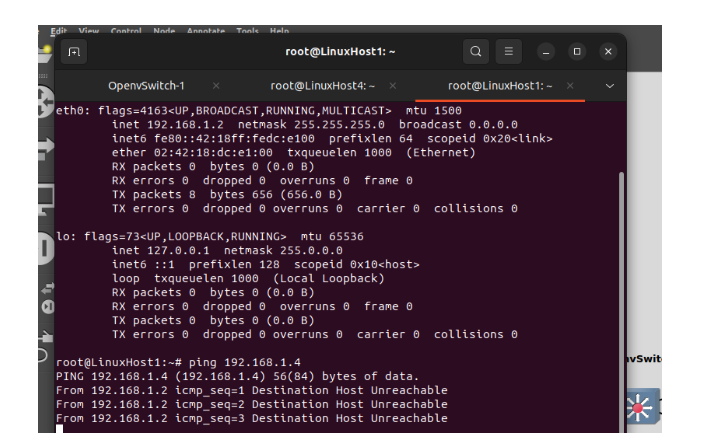 Edit View Control Node Annotate Tools Help
root@LinuxHost1: ~
OpenvSwitch-1 × root@LinuxHost4: ~ × root@LinuxHost1: ~ ×
eth0: flags=4163<UP,BROADCAST,RUNNING,MULTICAST> mtu 1500
inet 192.168.1.2 netmask 255.255.255.0 broadcast 0.0.0.0
inet6 fe80::42:18ff:fedc:e100 prefixlen 64 scopeid 0x20<link>
ether 02:42:18:dc:e1:00 txqueuelen 1000 (Ethernet)
RX packets 0 bytes 0 (0.0 B)
RX errors 0 dropped 0 overruns 0 frame 0
TX packets 8 bytes 656 (656.0 B)
TX errors 0 dropped 0 overruns 0 carrier 0 collisions 0
lo: flags=73<UP,LOOPBACK,RUNNING> mtu 65536
inet 127.0.0.1 netmask 255.0.0.0
inet6 ::1 prefixlen 128 scopeid 0x10<host>
loop txqueuelen 1000 (Local Loopback)
RX packets 0 bytes 0 (0.0 B)
RX errors 0 dropped 0 overruns 0 frame 0
TX packets 0 bytes 0 (0.0 B)
TX errors 0 dropped 0 overruns 0 carrier 0 collisions 0
root@LinuxHost1:~# ping 192.168.1.4
PING 192.168.1.4 (192.168.1.4) 56(84) bytes of data.
nvSwit
From 192.168.1.2 icmp_seq=1 Destination Host Unreachable
From 192.168.1.2 icmp_seq=2 Destination Host Unreachable
From 192.168.1.2 icmp_seq=3 Destination Host Unreachable